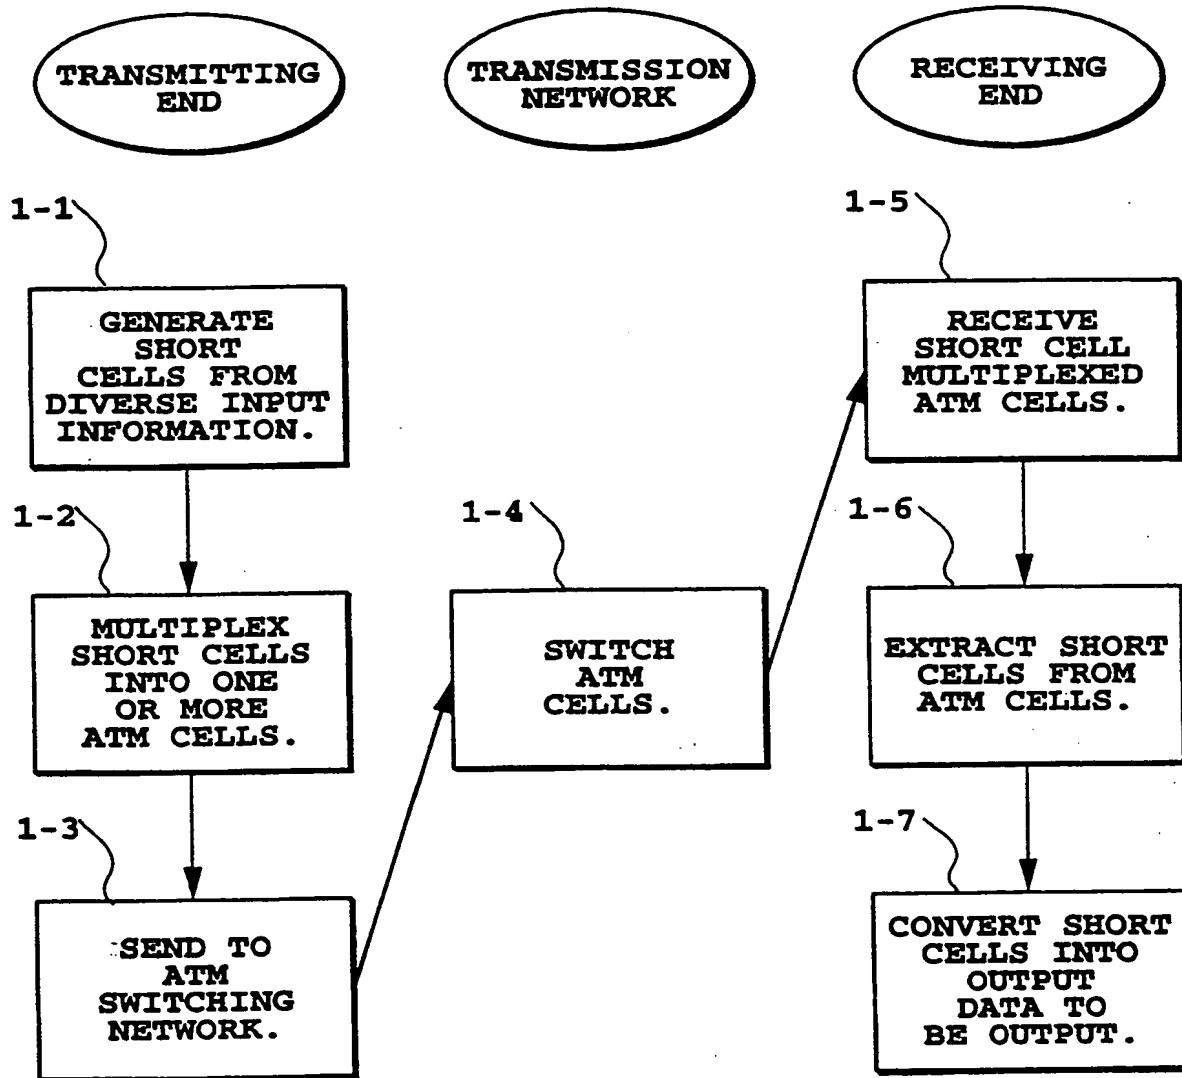 TRANSMITTING
END
TRANSMISSION
NETWORK
RECEIVING
END
1-1
GENERATE
SHORT
CELLS FROM
DIVERSE INPUT
INFORMATION.
1-2
MULTIPLEX
SHORT CELLS
INTO ONE
OR MORE
ATM CELLS.
1-3
SEND TO
ATM
SWITCHING
NETWORK.
1-4
SWITCH
ATM
CELLS.
1-5
RECEIVE
SHORT CELL
MULTIPLEXED
ATM CELLS.
1-6
EXTRACT SHORT
CELLS FROM
ATM CELLS.
1-7
CONVERT SHORT
CELLS INTO
OUTPUT
DATA TO
BE OUTPUT.